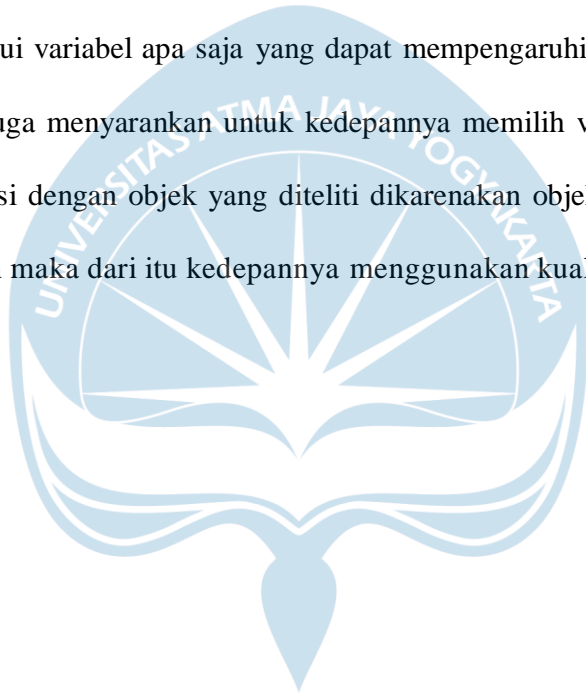 ui variabel apa saja yang dapat mempengaruhi
uga menyarankan untuk kedepannya memilih v
si dengan objek yang diteliti dikarenakan obje
maka dari itu kedepannya menggunakan kual
UNIVERSITAS ATMA JAYA YOGYAKARTA